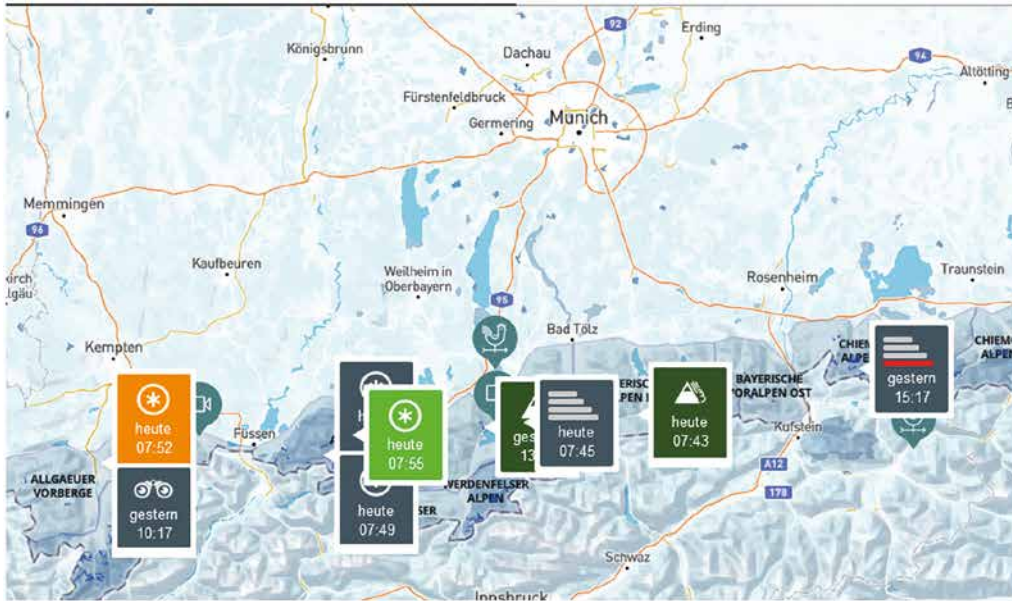 92
Erding
Königsbrunn
Dachau
94
Altötting
Fürstenfeldbruck
Germering
Munich
Memmingen
96
Kaufbeuren
Weilheim in
Oberbayern
Rosenheim
Traunstein
95
Bad Tölz
Kempten
gestern
15:17
BAYERISCHE
VORALPEN OST
heute
07:52
Füssen
heute
07:55
heute
07:45
heute
07:43
Kufstein
A12
178
ALLGAEUER
VORBERGE
gestern
10:17
heute
07:49
WERDENFELSER
ALPEN
Schwaz
Innsbruck